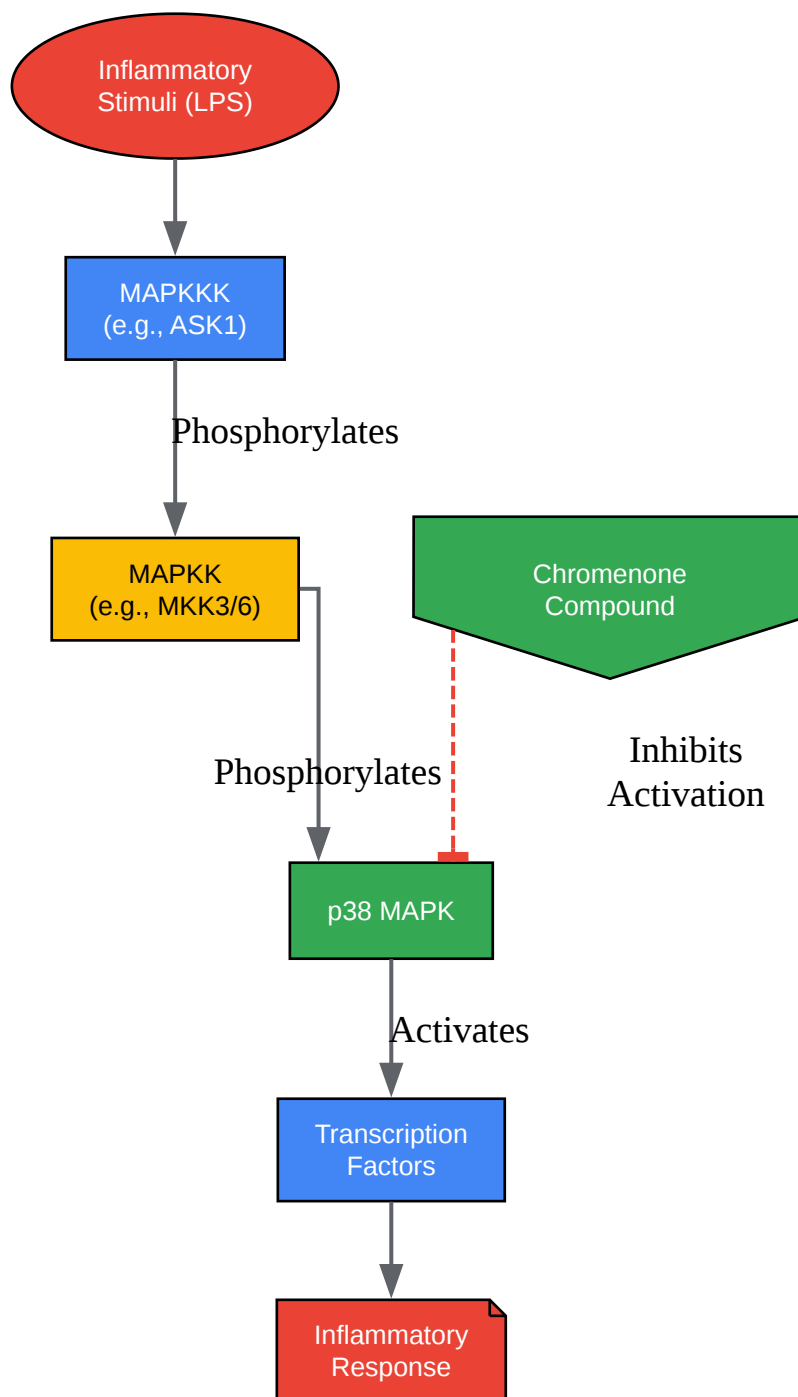 Inflammatory
Stimuli (LPS)
MAPKKK
(e.g., ASK1)
Phosphorylates
MAPKK
(e.g., MKK3/6)
Chromenone
Compound
Phosphorylates
Inhibits
Activation
p38 MAPK
Activates
Transcription
Factors
Inflammatory
Response